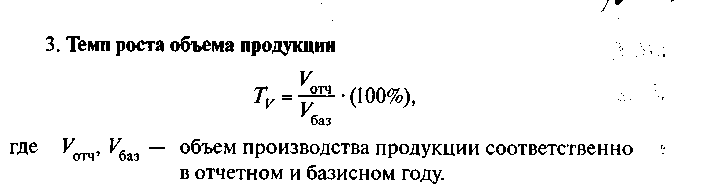 3. Темп роста объема продукции
T_V = V_отч / V_баз · (100%),
где V_отч, V_баз — объем производства продукции соответственно
в отчетном и базисном году.